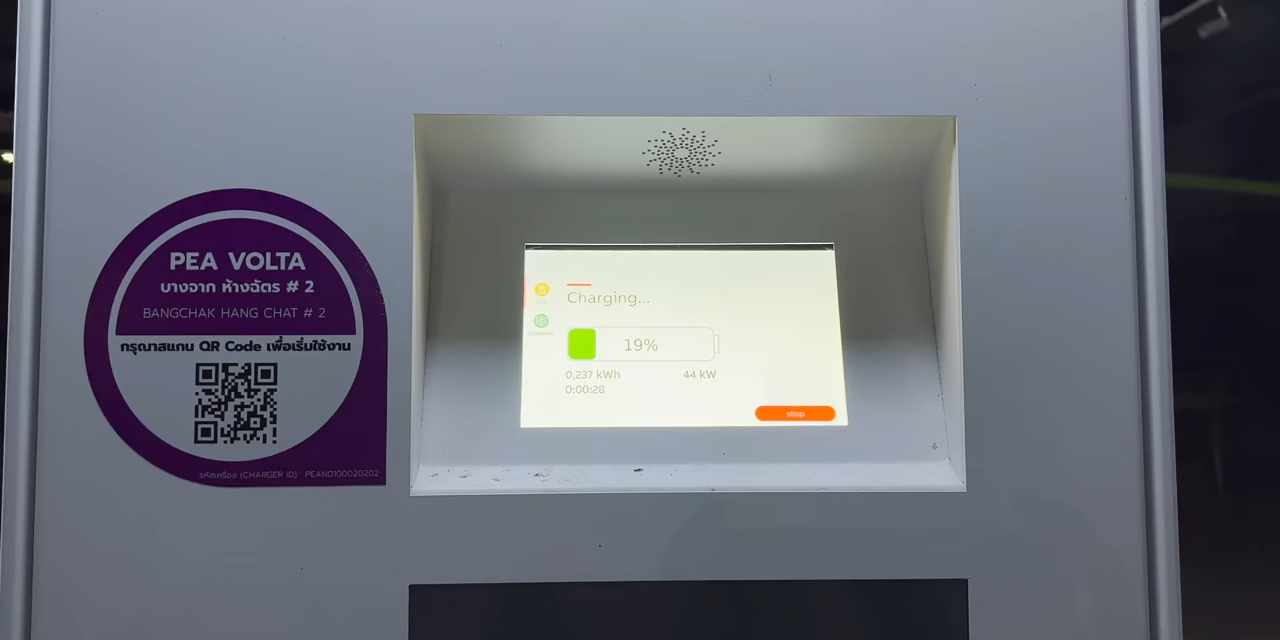 PEA VOLTA
บางจาก ห้างฉัตร # 2
BANGCHAK HANG CHAT # 2
กรุณาสแกน QR Code เพื่อเริ่มใช้งาน
รหัสเครื่อง (CHARGER ID) PEAN0100020202
Charging...
19%
0,237 kWh 44 kW
0:00:28
stop